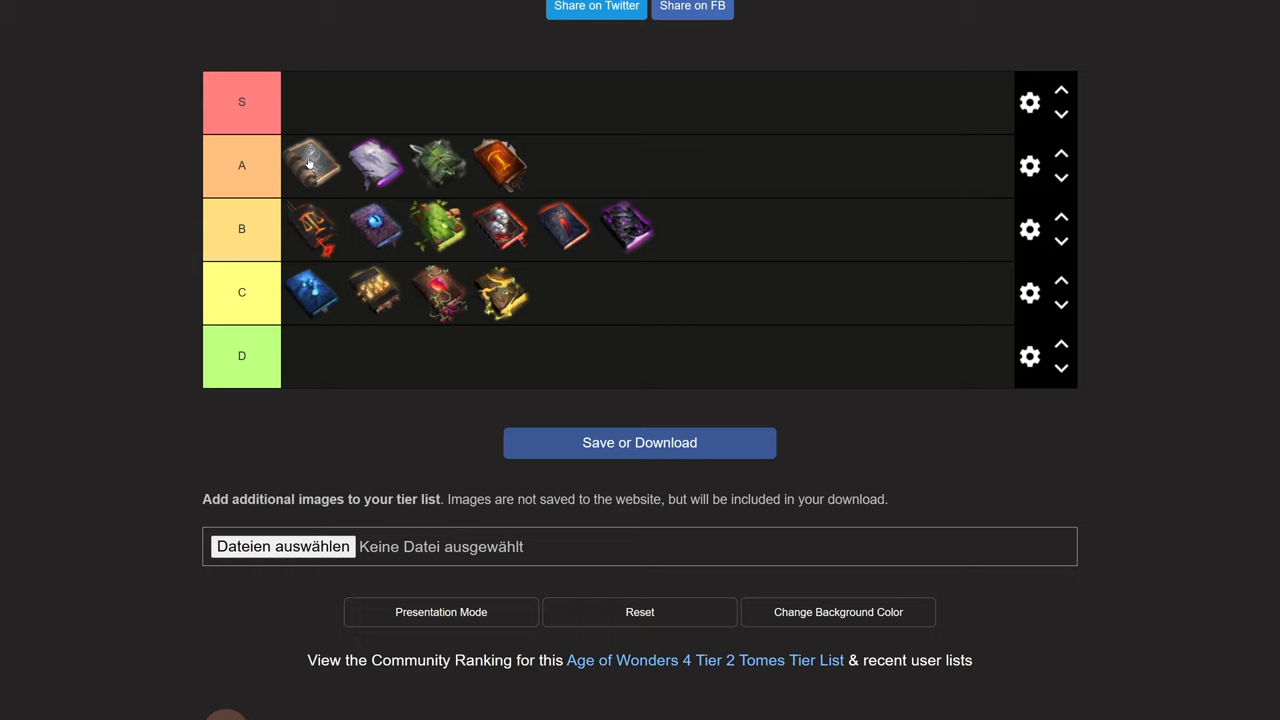 Share on Twitter Share on FB
S
A
B
C
D
Save or Download
Add additional images to your tier list. Images are not saved to the website, but will be included in your download.
Dateien auswählen Keine Datei ausgewählt
Presentation Mode Reset Change Background Color
View the Community Ranking for this Age of Wonders 4 Tier 2 Tomes Tier List & recent user lists